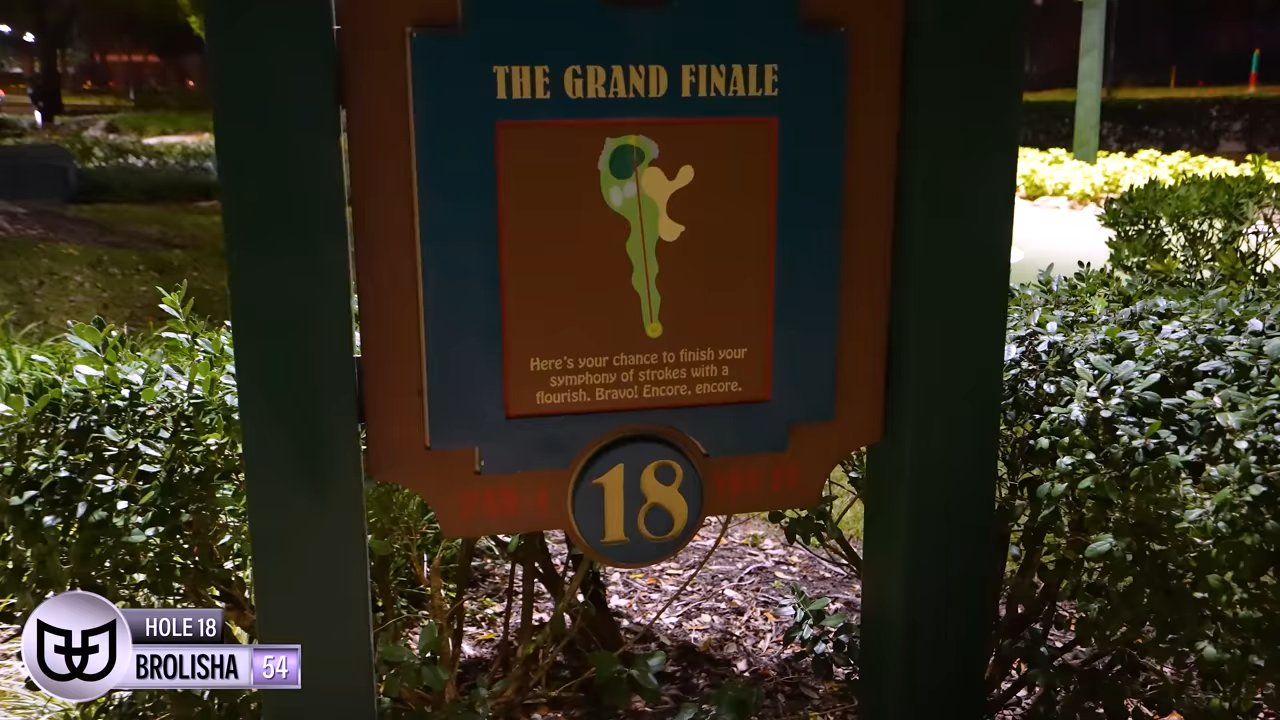 THE GRAND FINALE
Here's your chance to finish your
symphony of strokes with a
flourish. Bravo! Encore, encore.
18
HOLE 18
BROLISHA 54